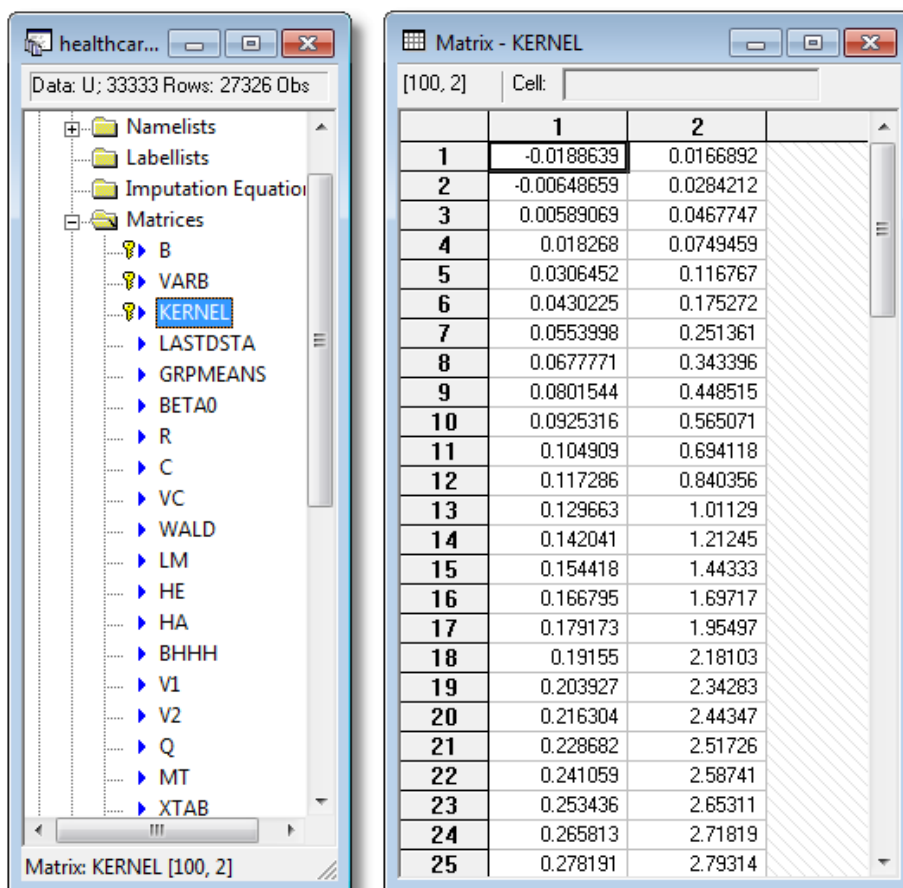 healthcar...
Data: U; 33333 Rows: 27326 Obs
Namelists
Labellists
Imputation Equation
Matrices
B
VARB
KERNEL
LASTDSTA
GRPMEANS
BETA0
R
C
VC
WALD
LM
HE
HA
BHHH
V1
V2
Q
MT
XTAB
Matrix: KERNEL [100, 2]
Matrix - KERNEL
[100, 2] Cell:
1 2
1 -0.0188639 0.0166892
2 -0.00648659 0.0284212
3 0.00589069 0.0467747
4 0.018268 0.0749459
5 0.0306452 0.116767
6 0.0430225 0.175272
7 0.0553998 0.251361
8 0.0677771 0.343396
9 0.0801544 0.448515
10 0.0925316 0.565071
11 0.104909 0.694118
12 0.117286 0.840356
13 0.129663 1.01129
14 0.142041 1.21245
15 0.154418 1.44333
16 0.166795 1.69717
17 0.179173 1.95497
18 0.19155 2.18103
19 0.203927 2.34283
20 0.216304 2.44347
21 0.228682 2.51726
22 0.241059 2.58741
23 0.253436 2.65311
24 0.265813 2.71819
25 0.278191 2.79314